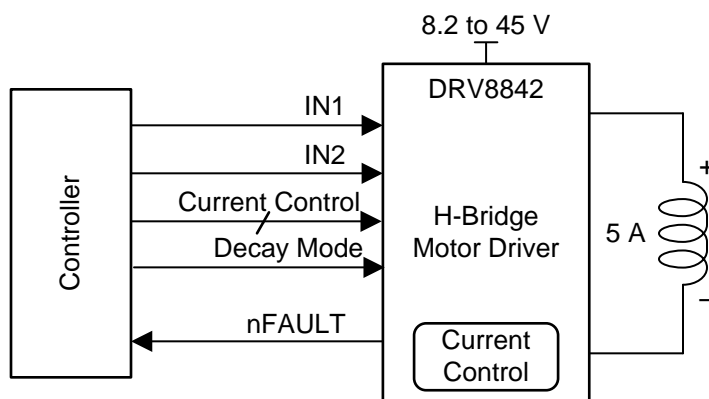 8.2 to 45 V
Controller
IN1
IN2
Current Control
Decay Mode
nFAULT
DRV8842
H-Bridge
Motor Driver
Current
Control
5 A
+
–